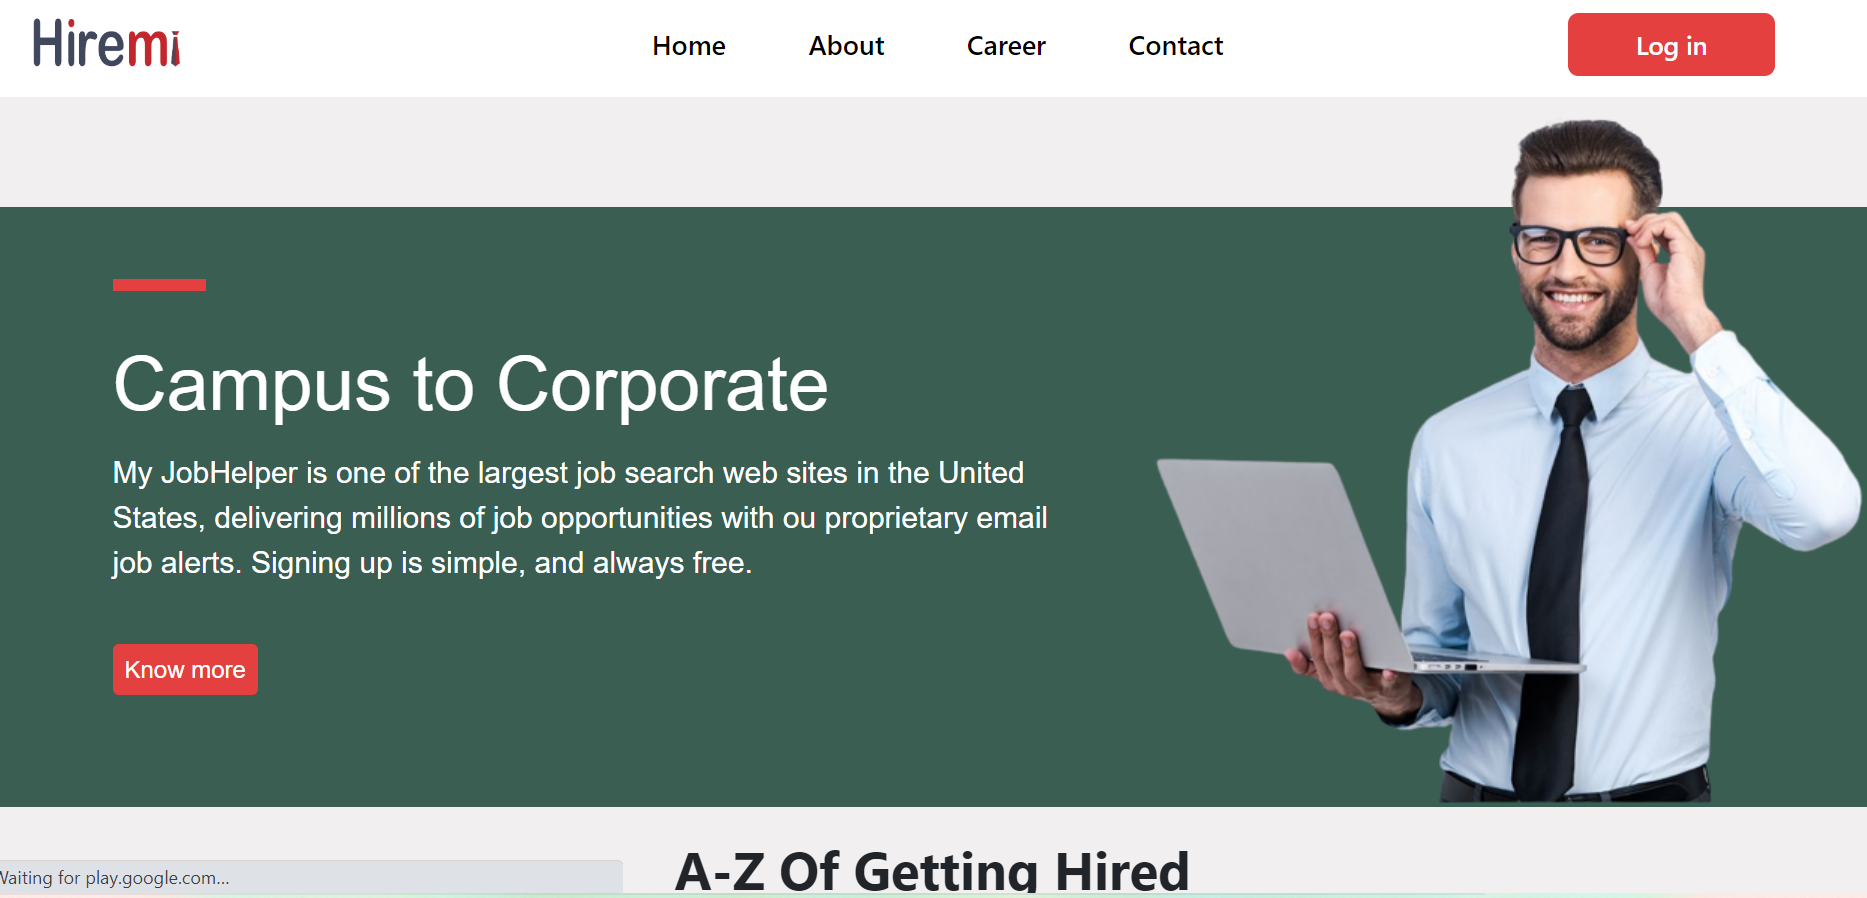 Hiremi
Home
About
Career
Contact
Log in
Campus to Corporate
My JobHelper is one of the largest job search web sites in the United
States, delivering millions of job opportunities with ou proprietary email
job alerts. Signing up is simple, and always free.
Know more
A-Z Of Getting Hired
Waiting for play.google.com...